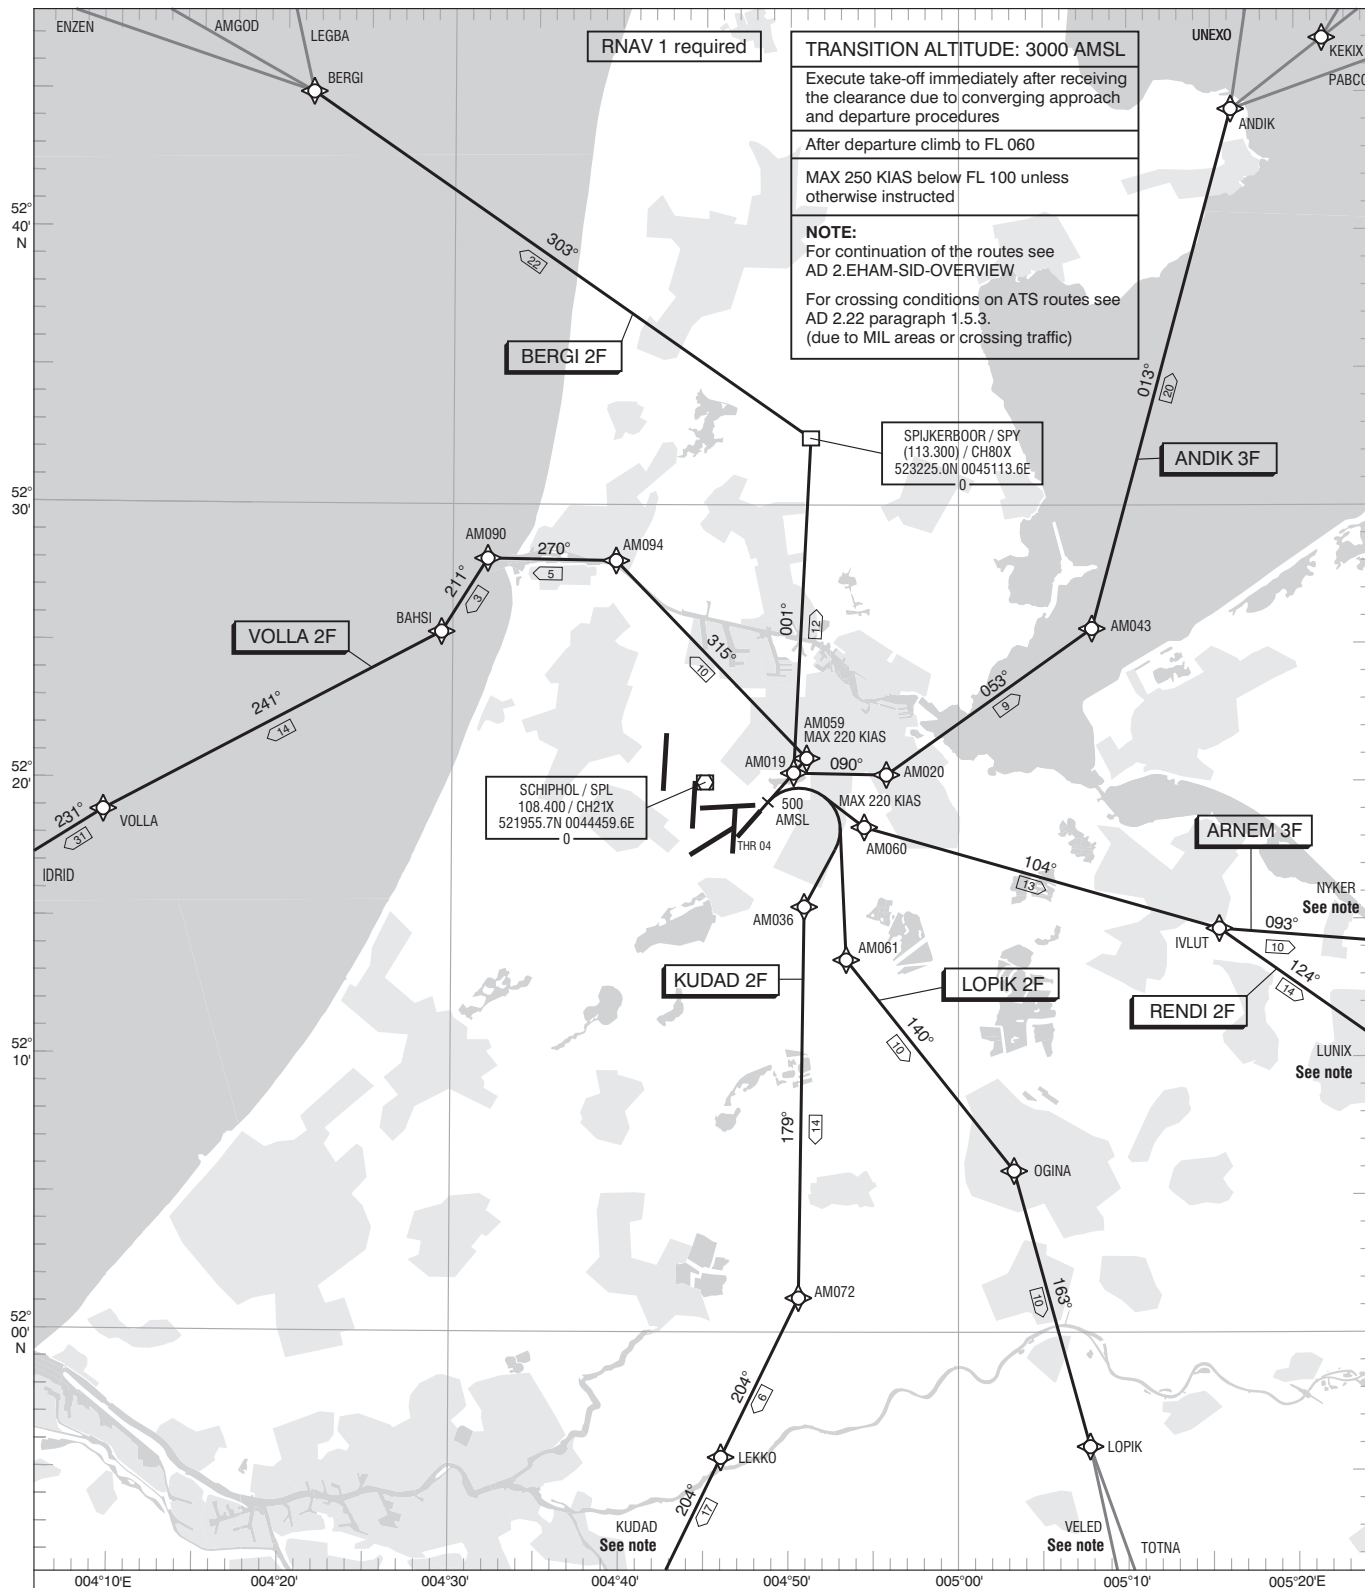 ENZEN
AMGOD
LEGBA
BERGI
RNAV 1 required
TRANSITION ALTITUDE: 3000 AMSL
Execute take-off immediately after receiving
the clearance due to converging approach
and departure procedures
After departure climb to FL 060
MAX 250 KIAS below FL 100 unless
otherwise instructed
NOTE:
For continuation of the routes see
AD 2.EHAM-SID-OVERVIEW
For crossing conditions on ATS routes see
AD 2.22 paragraph 1.5.3.
(due to MIL areas or crossing traffic)
UNEXO
KEKIX
PABCO
ANDIK
52°
40'
N
303°
22
BERGI 2F
013°
20
SPIJKERBOOR / SPY
(113.300) / CH80X
523225.0N 0045113.6E
0
ANDIK 3F
52°
30'
AM090
270°
5
AM094
211°
3
BAHSI
VOLLA 2F
001°
12
315°
10
AM043
241°
14
053°
9
AM059
MAX 220 KIAS
AM019
090°
AM020
52°
20'
SCHIPHOL / SPL
108.400 / CH21X
521955.7N 0044459.6E
0
500
AMSL
MAX 220 KIAS
THR 04
AM060
231°
31
VOLLA
IDRID
ARNEM 3F
104°
13
NYKER
See note
093°
10
IVLUT
AM036
AM061
124°
14
KUDAD 2F
LOPIK 2F
RENDI 2F
140°
10
LUNIX
See note
52°
10'
179°
14
OGINA
AM072
163°
10
52°
00'
N
204°
6
LEKKO
LOPIK
204°
17
KUDAD
See note
VELED
See note
TOTNA
004°10'E
004°20'
004°30'
004°40'
004°50'
005°00'
005°10'
005°20'E